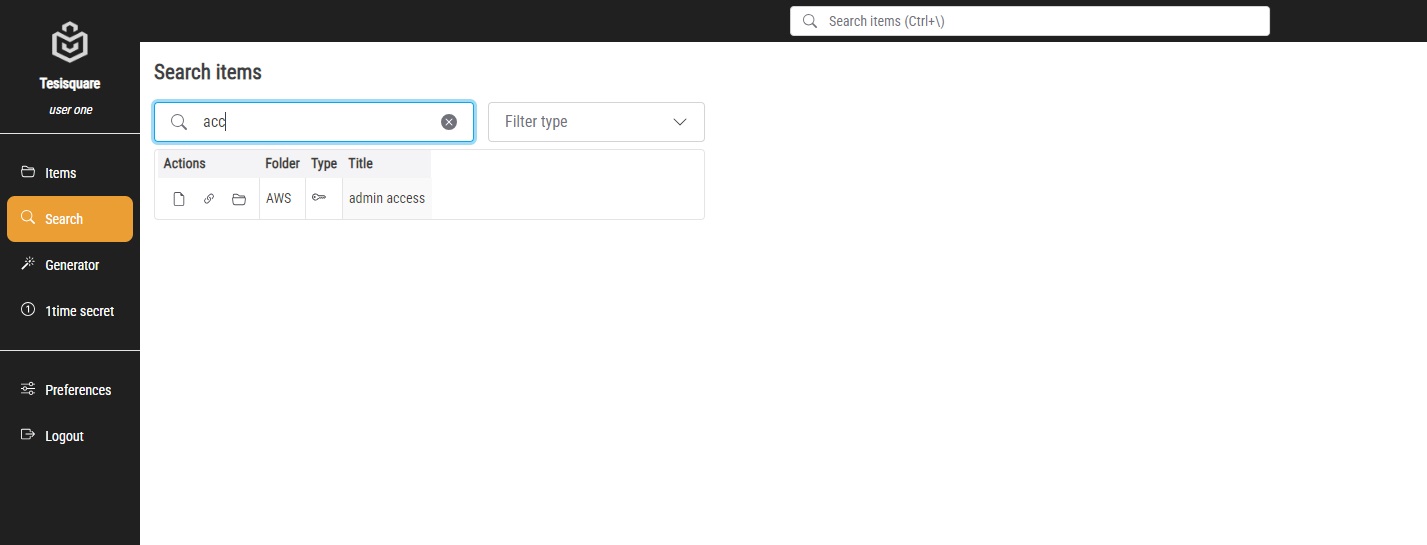 Search items (Ctrl+\)
Tesisquare
user one
Items
Search
Generator
1time secret
Preferences
Logout
Search items
acc
Filter type
Actions Folder Type Title
AWS admin access